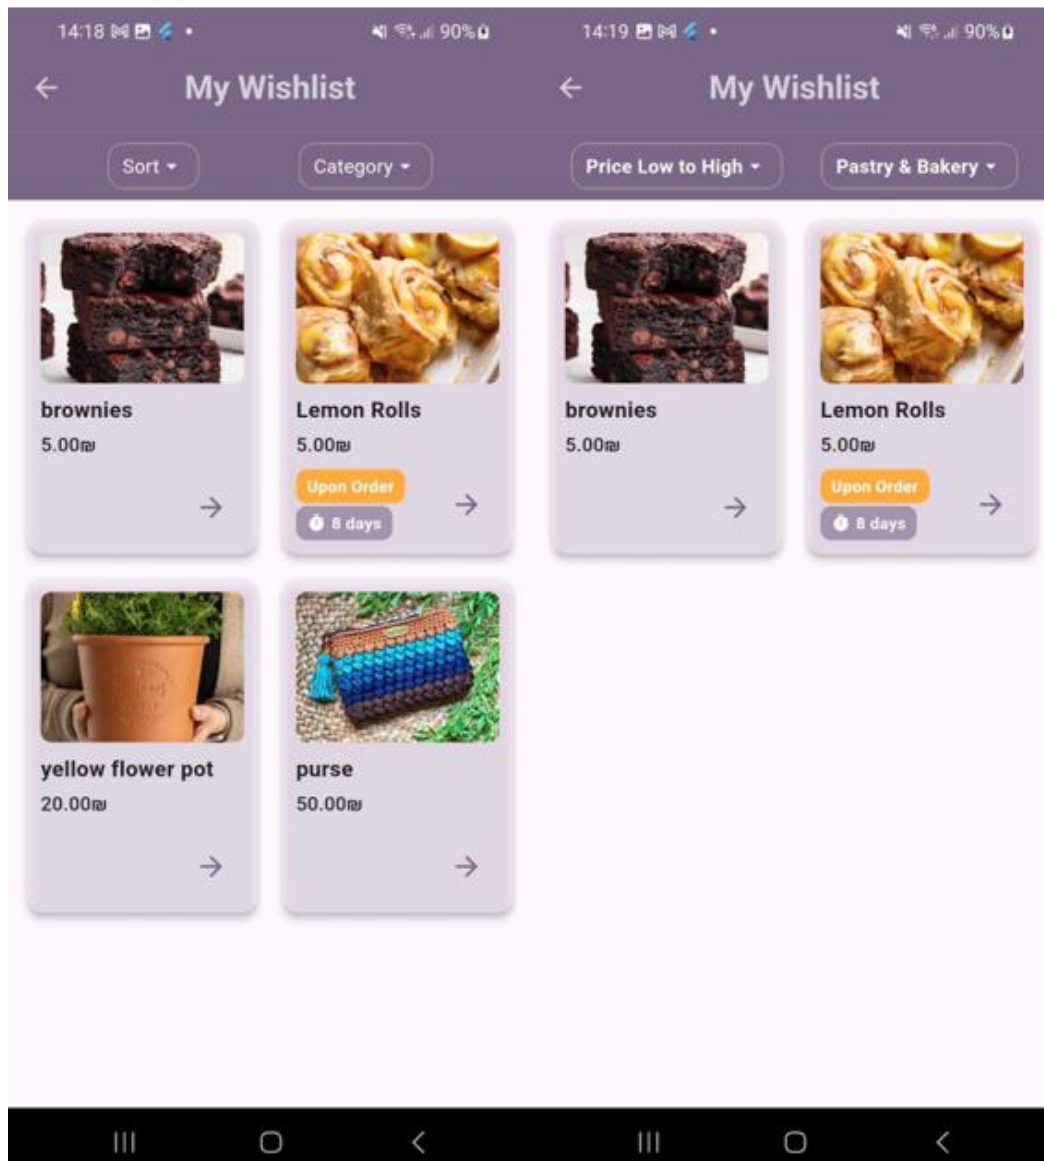 14:18 90%
My Wishlist
Sort Category
brownies
5.00₪
Lemon Rolls
5.00₪
Upon Order
8 days
yellow flower pot
20.00₪
purse
50.00₪
14:19 90%
My Wishlist
Price Low to High Pastry & Bakery
brownies
5.00₪
Lemon Rolls
5.00₪
Upon Order
8 days